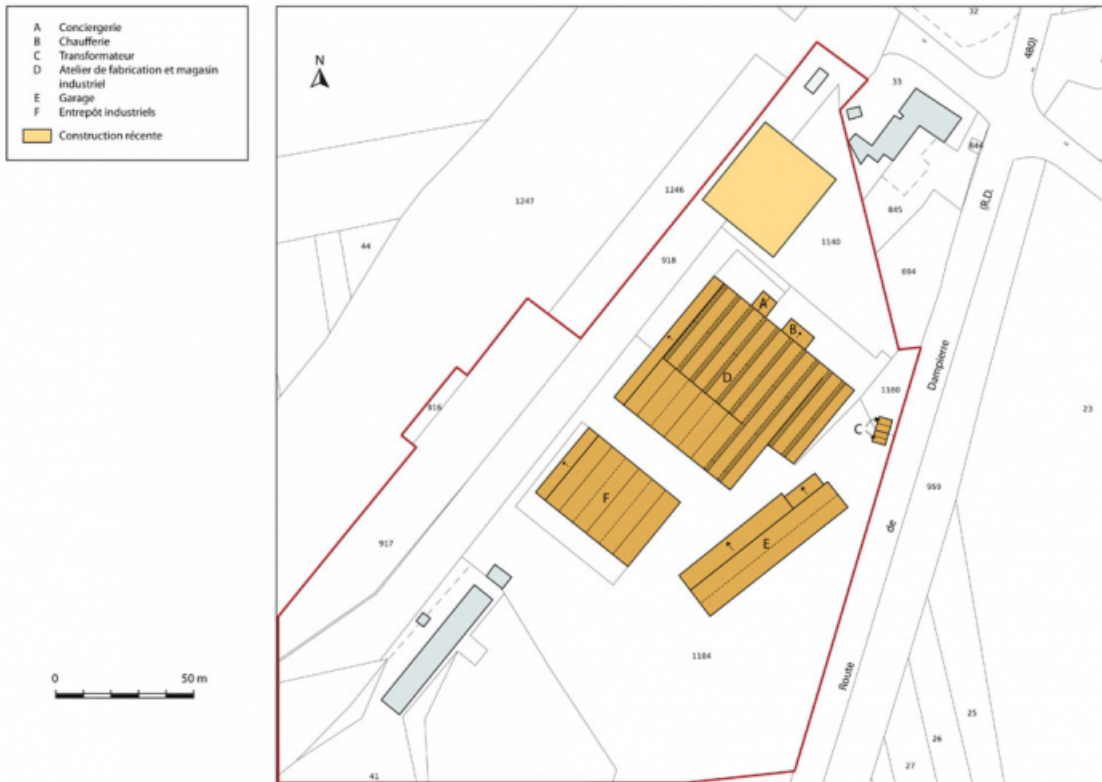 A Conciergerie
B Chaufferie
C Transformateur
D Atelier de fabrication et magasin
industriel
E Garage
F Entrepôt industriels
Construction récente
N
0 50 m
32
480)
33
844
(R.D.
1247
1246
845
44
1140
918
694
A
B
D
1180
Dampierre
23
916
C
F
959
de
E
917
1184
Route
25
26
27
41